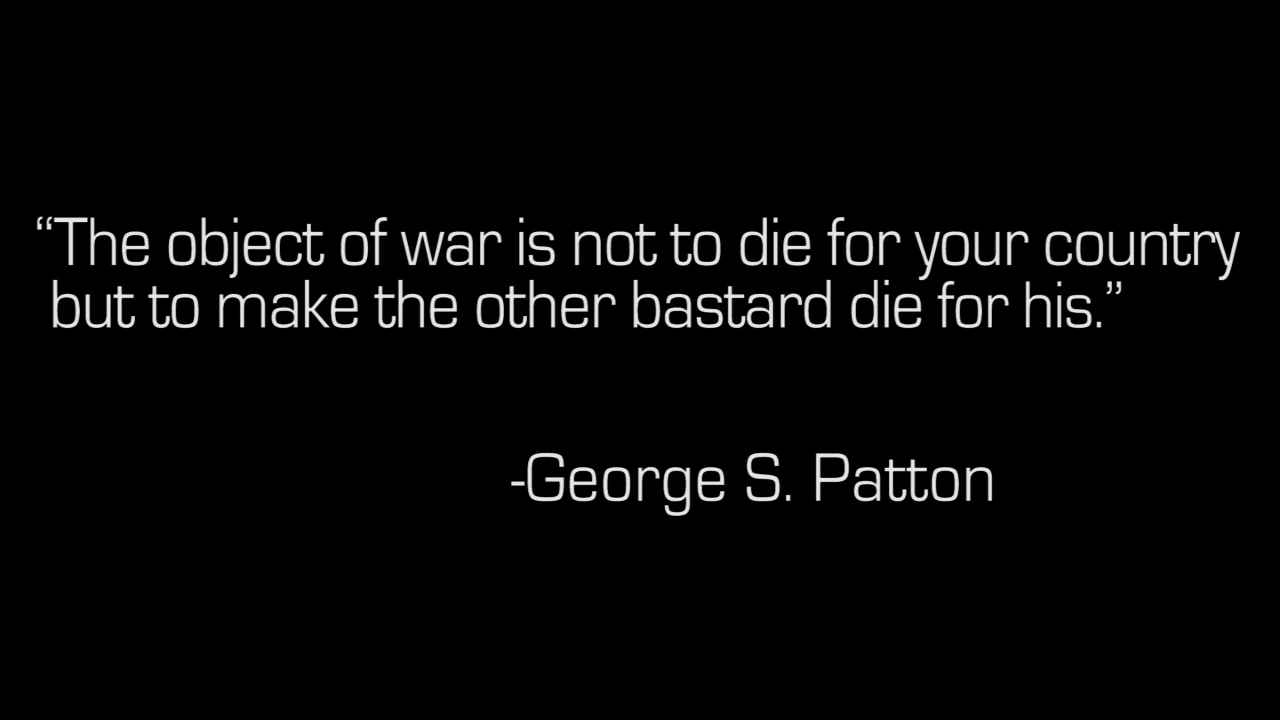 “The object of war is not to die for your country
but to make the other bastard die for his.”
-George S. Patton